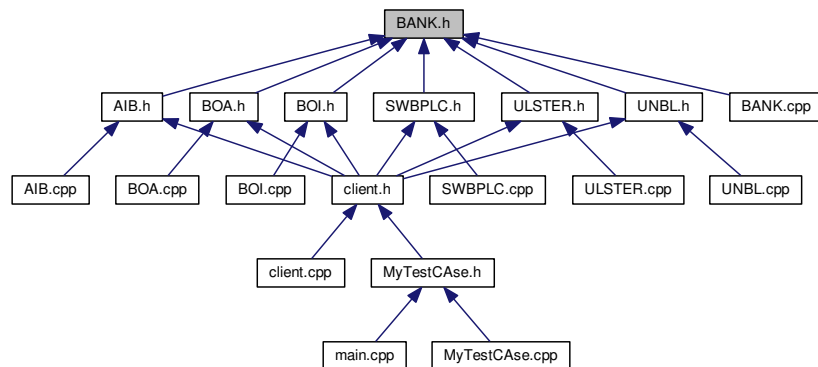 BANK.h
AIB.h
BOA.h
BOI.h
SWBPLC.h
ULSTER.h
UNBL.h
BANK.cpp
AIB.cpp
BOA.cpp
BOI.cpp
client.h
SWBPLC.cpp
ULSTER.cpp
UNBL.cpp
client.cpp
MyTestCAse.h
main.cpp
MyTestCAse.cpp